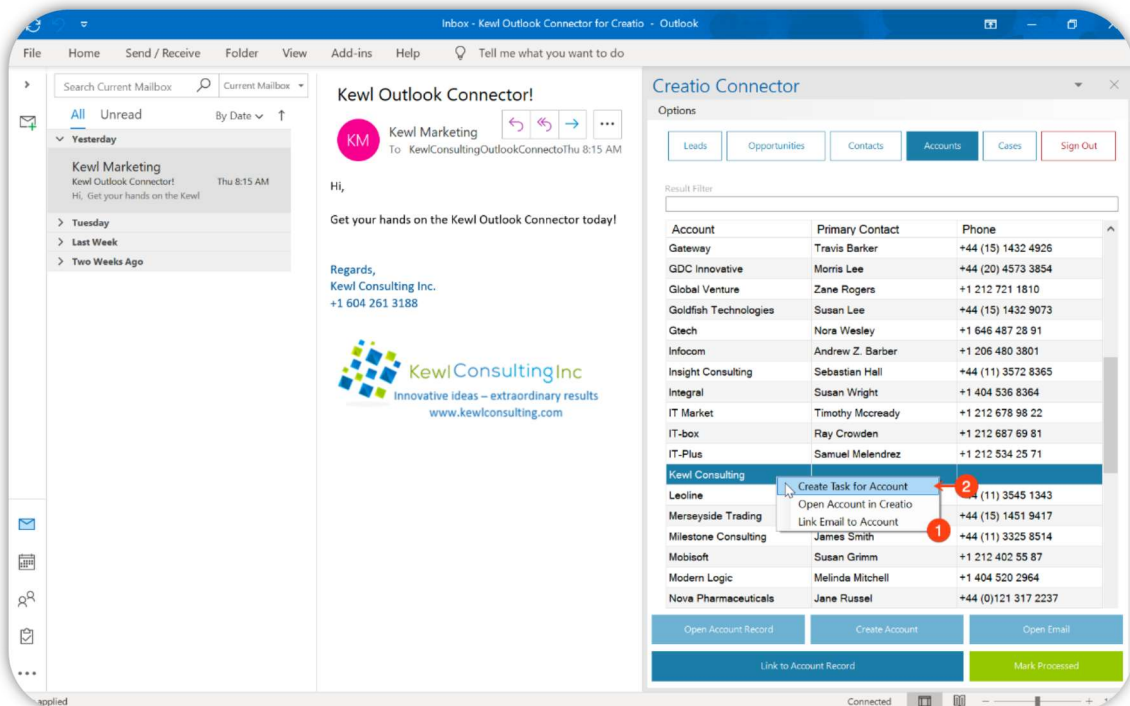 Inbox - Kewl Outlook Connector for Creatio - Outlook
File Home Send / Receive Folder View Add-ins Help Tell me what you want to do
Search Current Mailbox Current Mailbox
All Unread By Date
Yesterday
Kewl Marketing
Kewl Outlook Connector! Thu 8:15 AM
Hi, Get your hands on the Kewl
Tuesday
Last Week
Two Weeks Ago
Kewl Outlook Connector!
KM
Kewl Marketing
To KewlConsultingOutlookConnecto Thu 8:15 AM
Hi,
Get your hands on the Kewl Outlook Connector today!
Regards,
Kewl Consulting Inc.
+1 604 261 3188
KewlConsultingInc
Innovative ideas – extraordinary results
www.kewlconsulting.com
Creatio Connector
Options
Leads Opportunities Contacts Accounts Cases Sign Out
Result Filter
Account Primary Contact Phone
Gateway Travis Barker +44 (15) 1432 4926
GDC Innovative Morris Lee +44 (20) 4573 3854
Global Venture Zane Rogers +1 212 721 1810
Goldfish Technologies Susan Lee +44 (15) 1432 9073
Gtech Nora Wesley +1 646 487 28 91
Infocom Andrew Z. Barber +1 206 480 3801
Insight Consulting Sebastian Hall +44 (11) 3572 8365
Integral Susan Wright +1 404 536 8364
IT Market Timothy Mccready +1 212 678 98 22
IT-box Ray Crowden +1 212 687 69 81
IT-Plus Samuel Melendrez +1 212 534 25 71
Kewl Consulting
Create Task for Account 2
Leoline (11) 3545 1343
Open Account in Creatio
Merseyside Trading +44 (15) 1451 9417
Link Email to Account 1
Milestone Consulting James Smith +44 (11) 3325 8514
Mobisoft Susan Grimm +1 212 402 55 87
Modern Logic Melinda Mitchell +1 404 520 2964
Nova Pharmaceuticals Jane Russel +44 (0)121 317 2237
Open Account Record Create Account Open Email
Link to Account Record Mark Processed
applied Connected